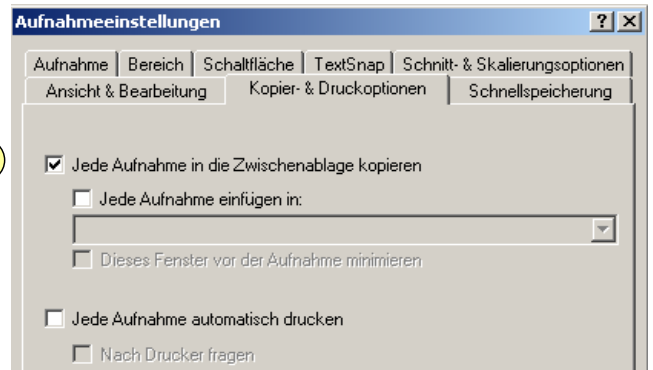 Aufnahmeeinstellungen
Aufnahme Bereich Schaltfläche TextSnap Schnitt- & Skalierungsoptionen
Ansicht & Bearbeitung Kopier- & Druckoptionen Schnellspeicherung
Jede Aufnahme in die Zwischenablage kopieren
Jede Aufnahme einfügen in:
Dieses Fenster vor der Aufnahme minimieren
Jede Aufnahme automatisch drucken
Nach Drucker fragen